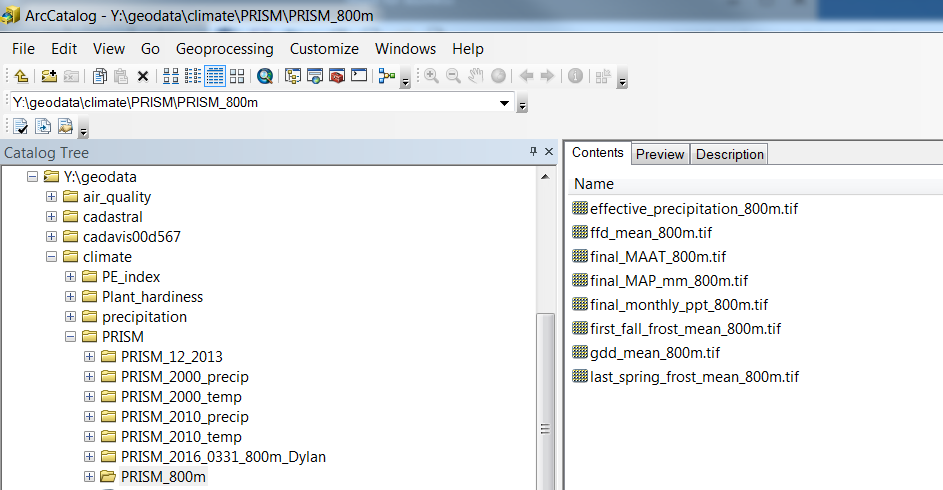 ArcCatalog - Y:\geodata\climate\PRISM\PRISM_800m
File Edit View Go Geoprocessing Customize Windows Help
Y:\geodata\climate\PRISM\PRISM_800m
Catalog Tree
Y:\geodata
air_quality
cadastral
cadavis00d567
climate
PE_index
Plant_hardiness
precipitation
PRISM
PRISM_12_2013
PRISM_2000_precip
PRISM_2000_temp
PRISM_2010_precip
PRISM_2010_temp
PRISM_2016_0331_800m_Dylan
PRISM_800m
Contents Preview Description
Name
effective_precipitation_800m.tif
ffd_mean_800m.tif
final_MAAT_800m.tif
final_MAP_mm_800m.tif
final_monthly_ppt_800m.tif
first_fall_frost_mean_800m.tif
gdd_mean_800m.tif
last_spring_frost_mean_800m.tif